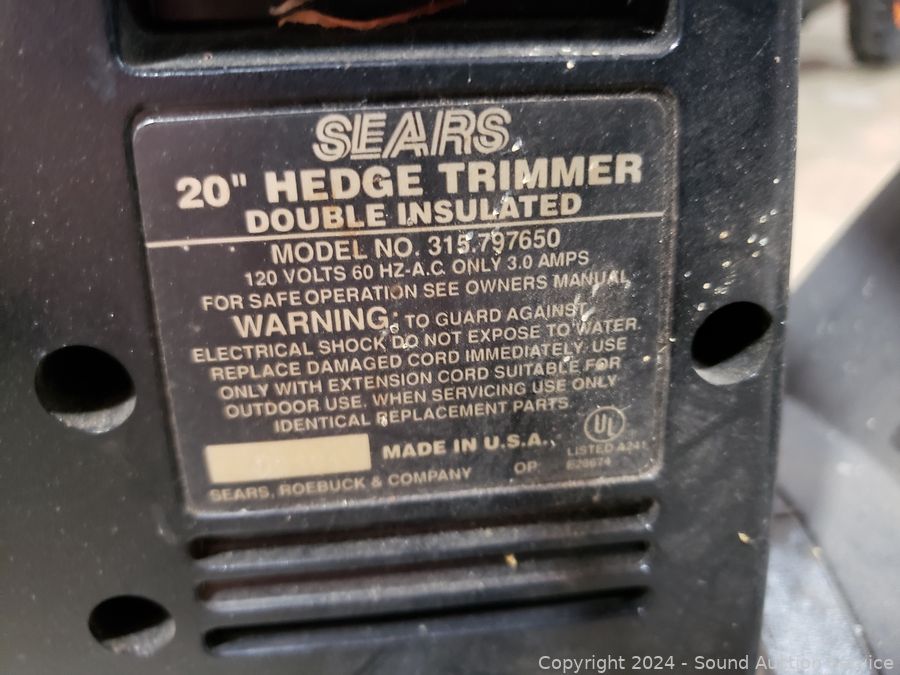 SEARS
20" HEDGE TRIMMER
DOUBLE INSULATED
MODEL NO. 315.797650
120 VOLTS 60 HZ-A.C. ONLY 3.0 AMPS
FOR SAFE OPERATION SEE OWNERS MANUAL
WARNING: TO GUARD AGAINST
ELECTRICAL SHOCK DO NOT EXPOSE TO WATER.
REPLACE DAMAGED CORD IMMEDIATELY. USE
ONLY WITH EXTENSION CORD SUITABLE FOR
OUTDOOR USE. WHEN SERVICING USE ONLY
IDENTICAL REPLACEMENT PARTS
UL
MADE IN U.S.A.
LISTED A241
SEARS, ROEBUCK & COMPANY OP
Copyright 2024 - Sound Auction Service